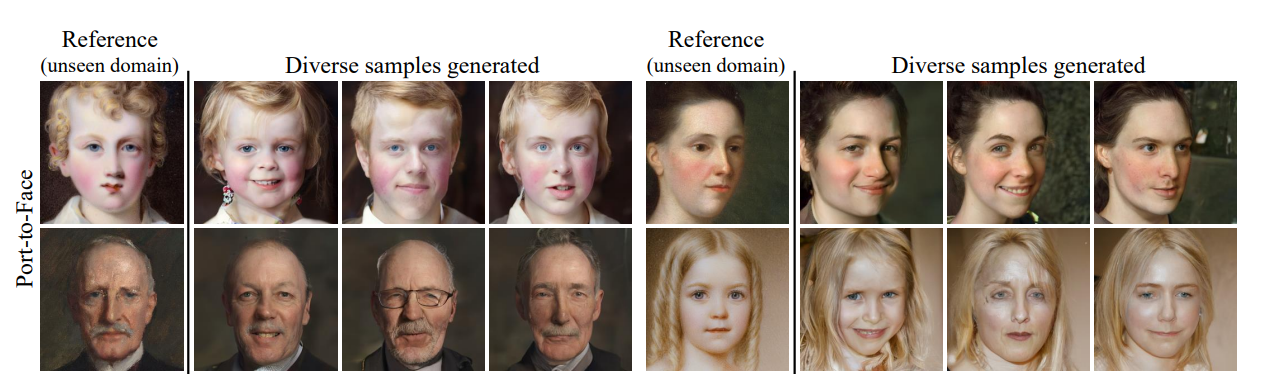 Reference
(unseen domain)
Diverse samples generated
Reference
(unseen domain)
Diverse samples generated
Port-to-Face